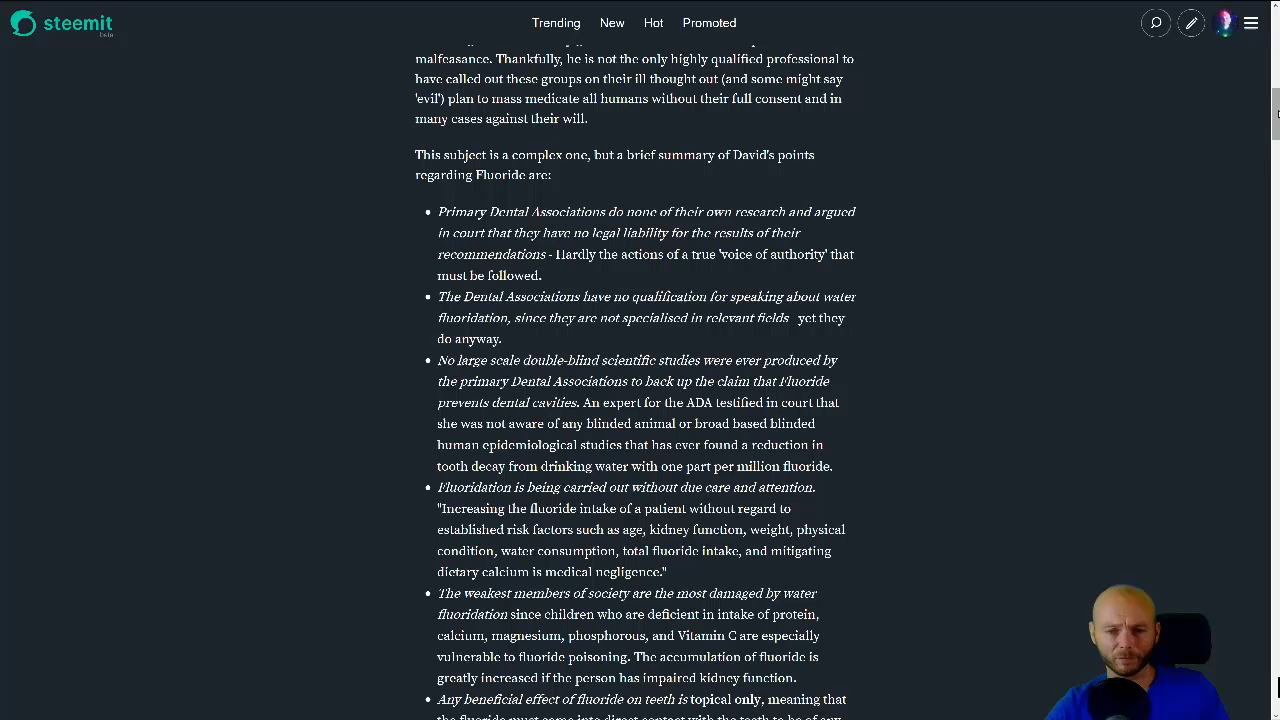 steemit
beta
Trending New Hot Promoted
malfeasance. Thankfully, he is not the only highly qualified professional to
have called out these groups on their ill thought out (and some might say
'evil') plan to mass medicate all humans without their full consent and in
many cases against their will.
This subject is a complex one, but a brief summary of David's points
regarding Fluoride are:
Primary Dental Associations do none of their own research and argued
in court that they have no legal liability for the results of their
recommendations - Hardly the actions of a true 'voice of authority' that
must be followed.
The Dental Associations have no qualification for speaking about water
fluoridation, since they are not specialised in relevant fields - yet they
do anyway.
No large scale double-blind scientific studies were ever produced by
the primary Dental Associations to back up the claim that Fluoride
prevents dental cavities. An expert for the ADA testified in court that
she was not aware of any blinded animal or broad based blinded
human epidemiological studies that has ever found a reduction in
tooth decay from drinking water with one part per million fluoride.
Fluoridation is being carried out without due care and attention.
"Increasing the fluoride intake of a patient without regard to
established risk factors such as age, kidney function, weight, physical
condition, water consumption, total fluoride intake, and mitigating
dietary calcium is medical negligence."
The weakest members of society are the most damaged by water
fluoridation since children who are deficient in intake of protein,
calcium, magnesium, phosphorous, and Vitamin C are especially
vulnerable to fluoride poisoning. The accumulation of fluoride is
greatly increased if the person has impaired kidney function.
Any beneficial effect of fluoride on teeth is topical only, meaning that